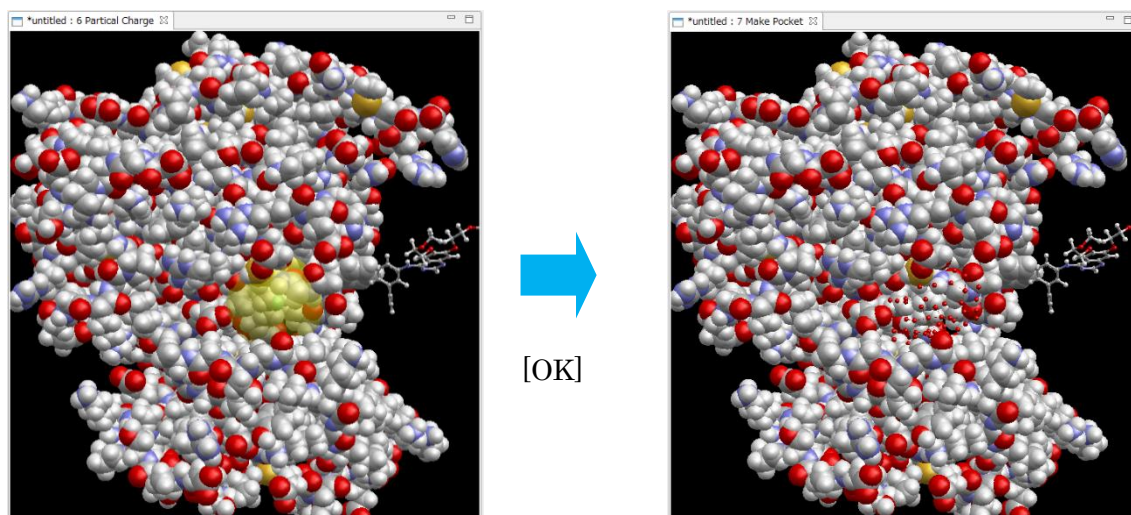 *untitled : 6 Partical Charge
*untitled : 7 Make Pocket
[OK]